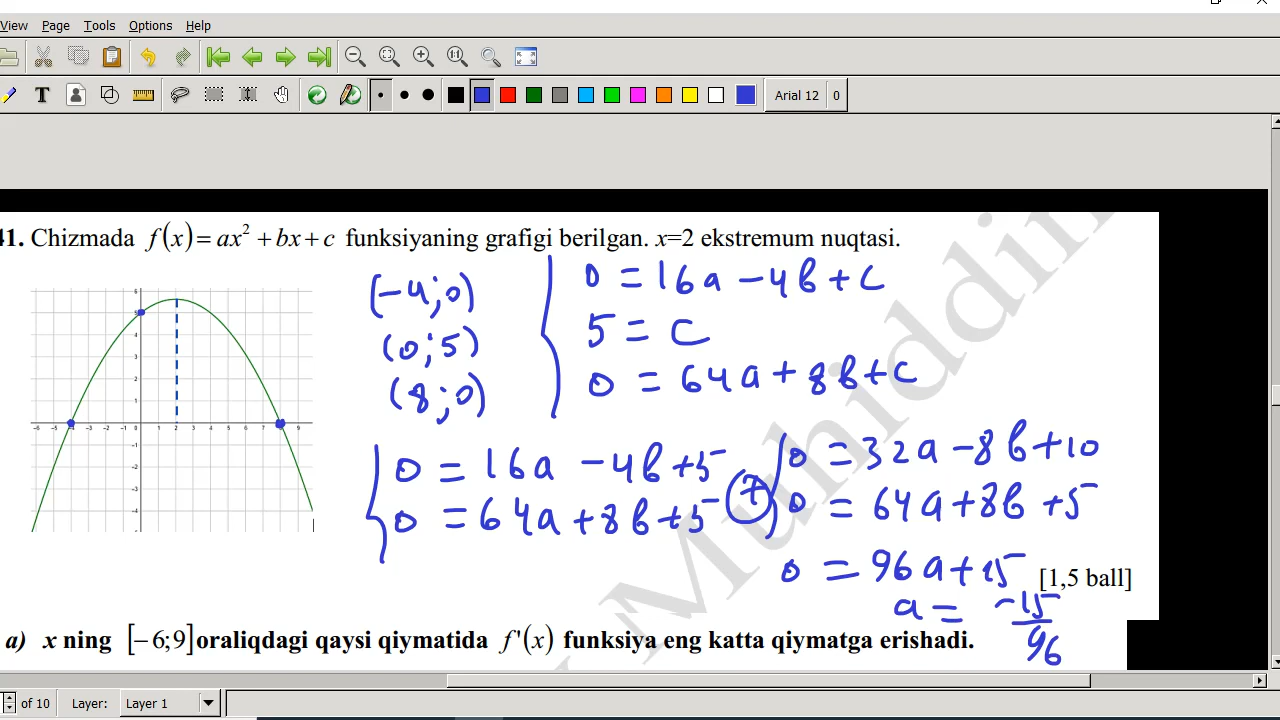 View Page Tools Options Help
Arial 12 0
41. Chizmada f(x)=ax²+bx+c funksiyaning grafigi berilgan. x=2 ekstremum nuqtasi.
(-4;0)
(0;5)
(8;0)
0 = 16a - 4b + c
5 = c
0 = 64a + 8b + c
0 = 16a - 4b + 5
0 = 64a + 8b + 5
+
0 = 32a - 8b + 10
0 = 64a + 8b + 5
0 = 96a + 15
[1,5 ball]
a = -15/96
a) x ning [-6;9] oraliqdagi qaysi qiymatida f'(x) funksiya eng katta qiymatga erishadi.
Muhiddin
of 10 Layer: Layer 1